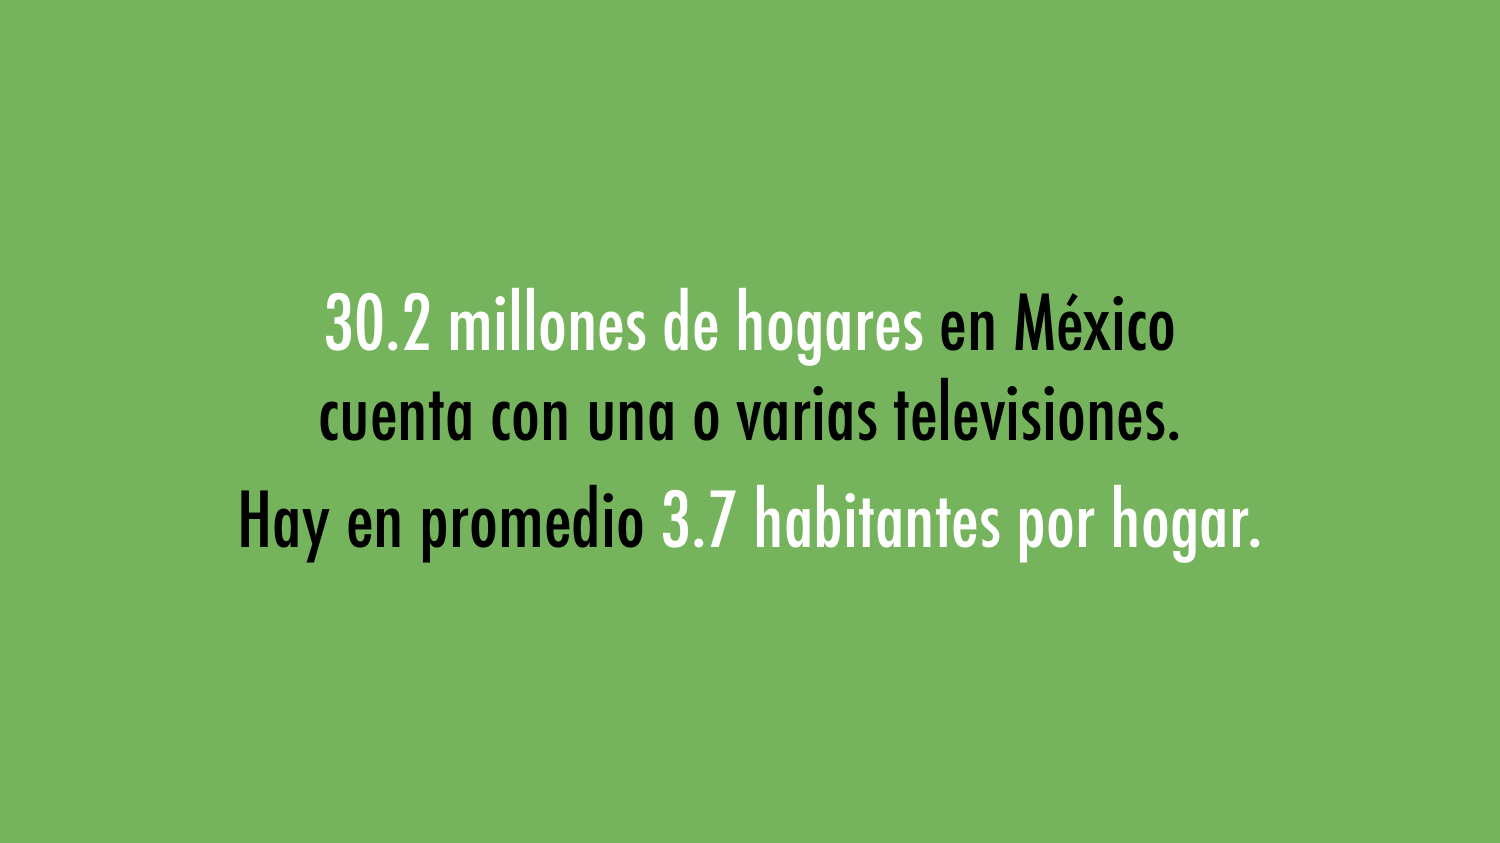 30.2 millones de hogares en México
cuenta con una o varias televisiones.
Hay en promedio 3.7 habitantes por hogar.